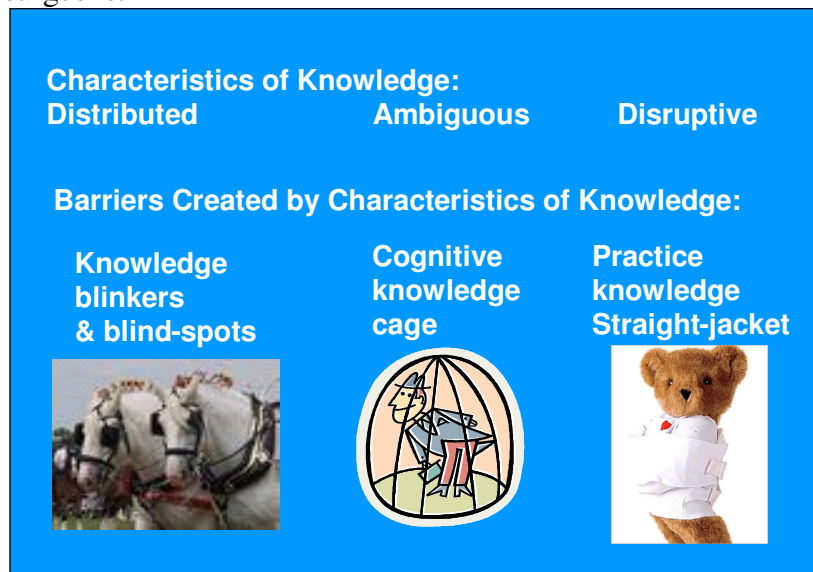 Characteristics of Knowledge:
Distributed Ambiguous Disruptive
Barriers Created by Characteristics of Knowledge:
Knowledge
blinkers
& blind-spots
Cognitive
knowledge
cage
Practice
knowledge
Straight-jacket